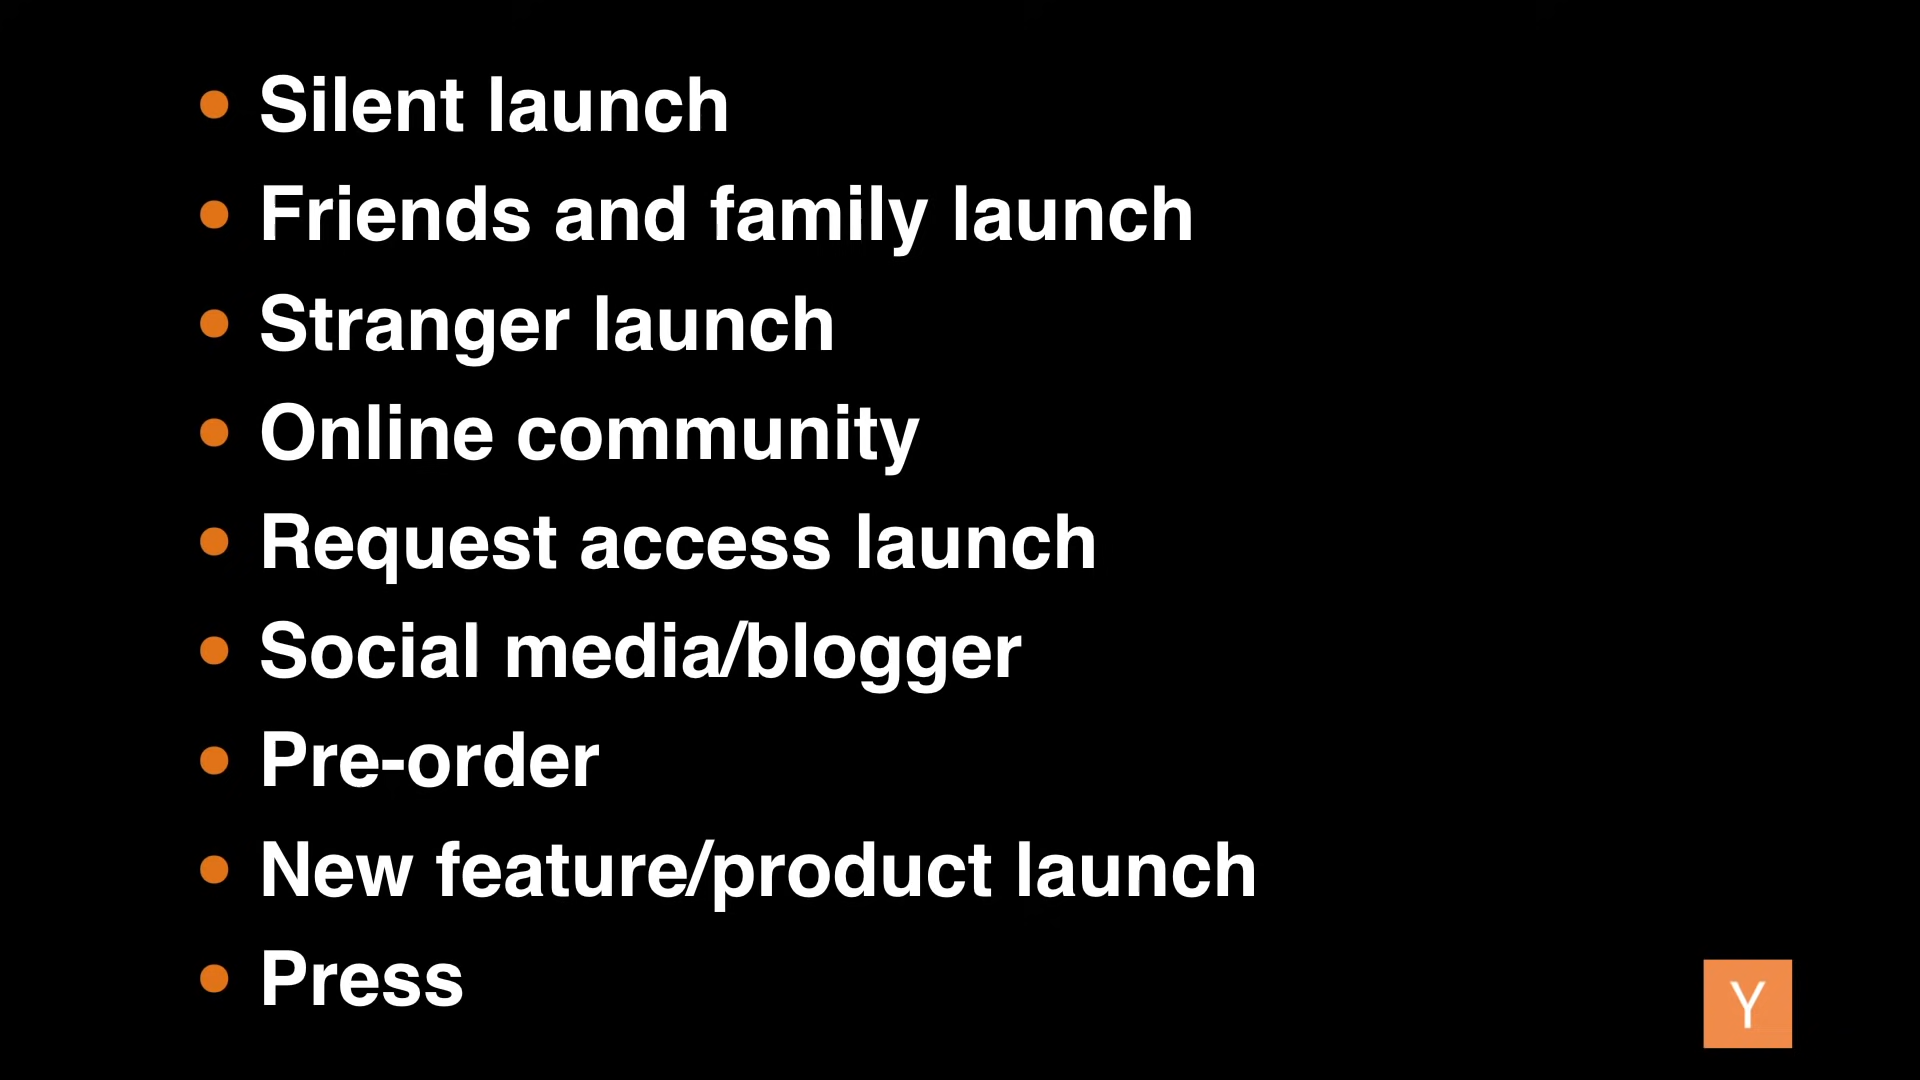 Silent launch
Friends and family launch
Stranger launch
Online community
Request access launch
Social media/blogger
Pre-order
New feature/product launch
Press
Y